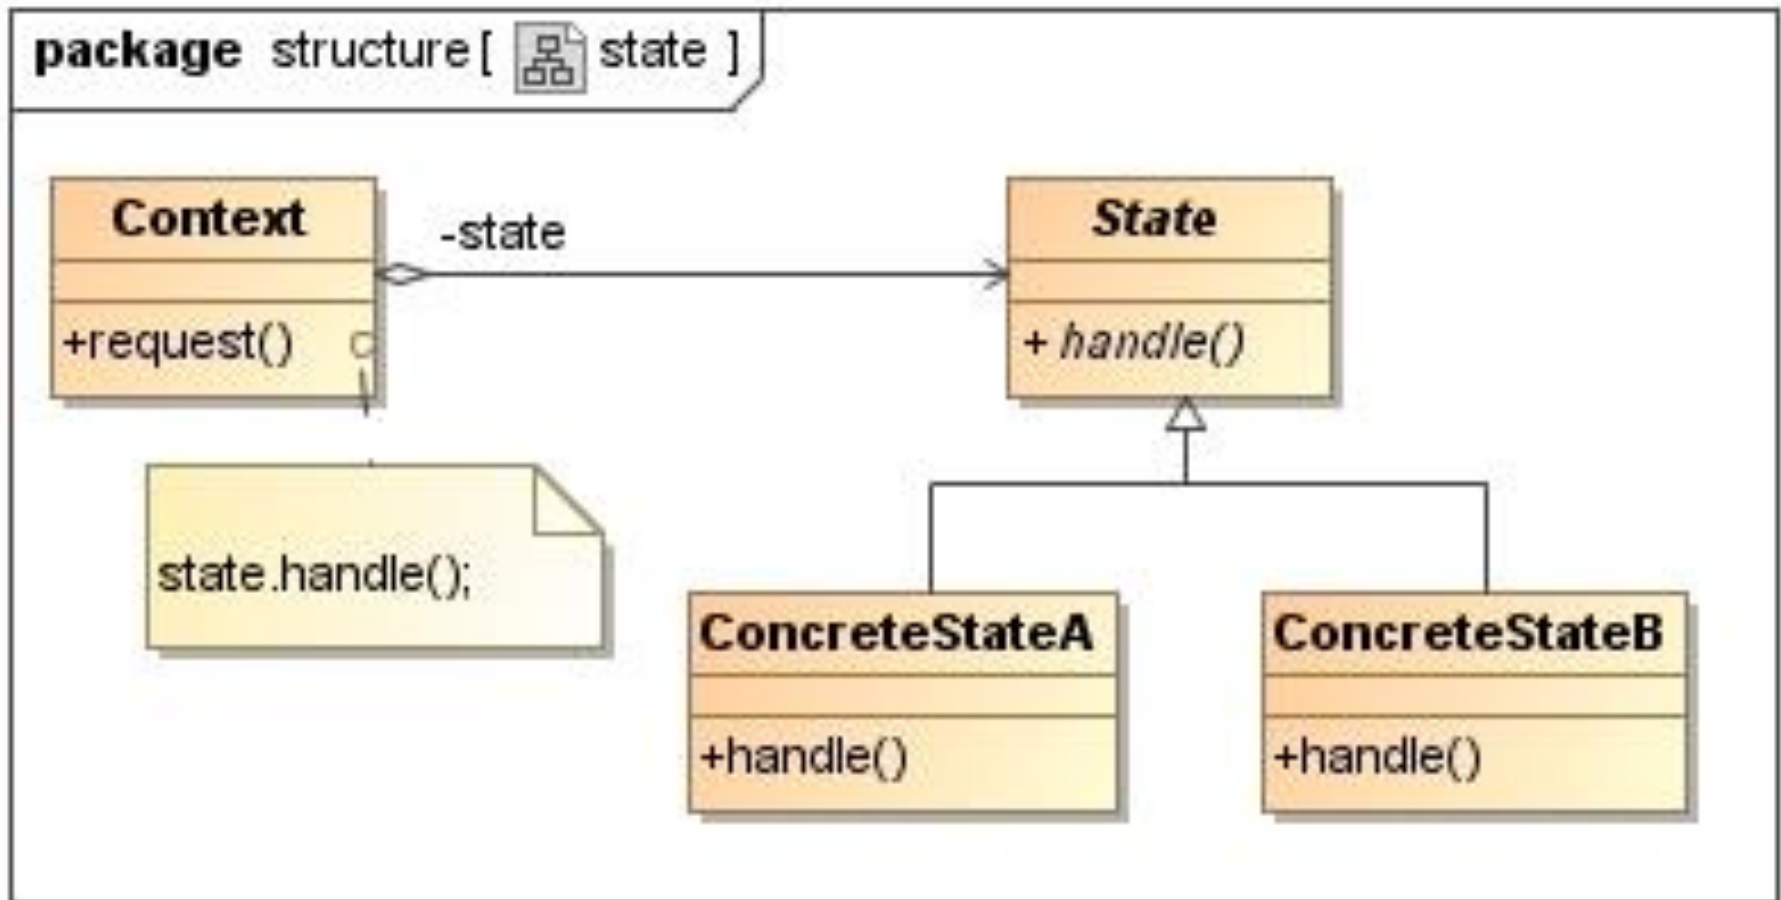 package structure[ state ]
Context
+request()
-state
State
+ handle()
state.handle();
ConcreteStateA
+handle()
ConcreteStateB
+handle()